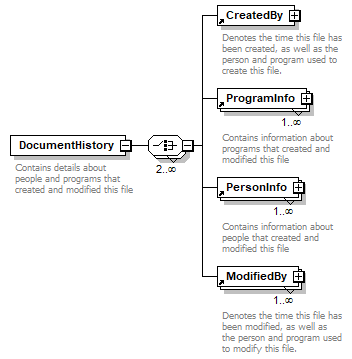 CreatedBy
Denotes the time this file has
been created, as well as the
person and program used to
create this file.
ProgramInfo
1..∞
Contains information about
programs that created and
modified this file
DocumentHistory
2..∞
Contains details about
people and programs that
created and modified this file
PersonInfo
1..∞
Contains information about
people that created and
modified this file
ModifiedBy
1..∞
Denotes the time this file has
been modified, as well as
the person and program used
to modify this file.